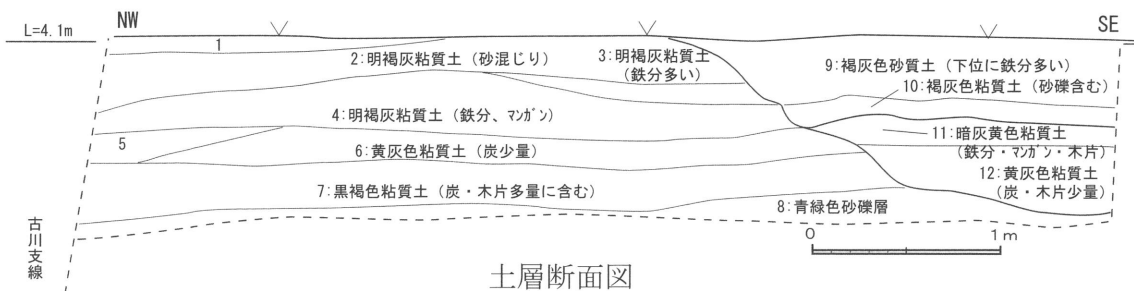 L=4.1m
NW
SE
1
2:明褐灰粘質土（砂混じり）
3:明褐灰粘質土
（鉄分多い）
9:褐灰色砂質土（下位に鉄分多い）
10:褐灰色粘質土（砂礫含む）
4:明褐灰粘質土（鉄分、マンガン）
5
11:暗灰黄色粘質土
（鉄分・マンガン・木片）
6:黄灰色粘質土（炭少量）
12:黄灰色粘質土
（炭・木片少量）
7:黒褐色粘質土（炭・木片多量に含む）
8:青緑色砂礫層
古川支線
0
1m
土層断面図